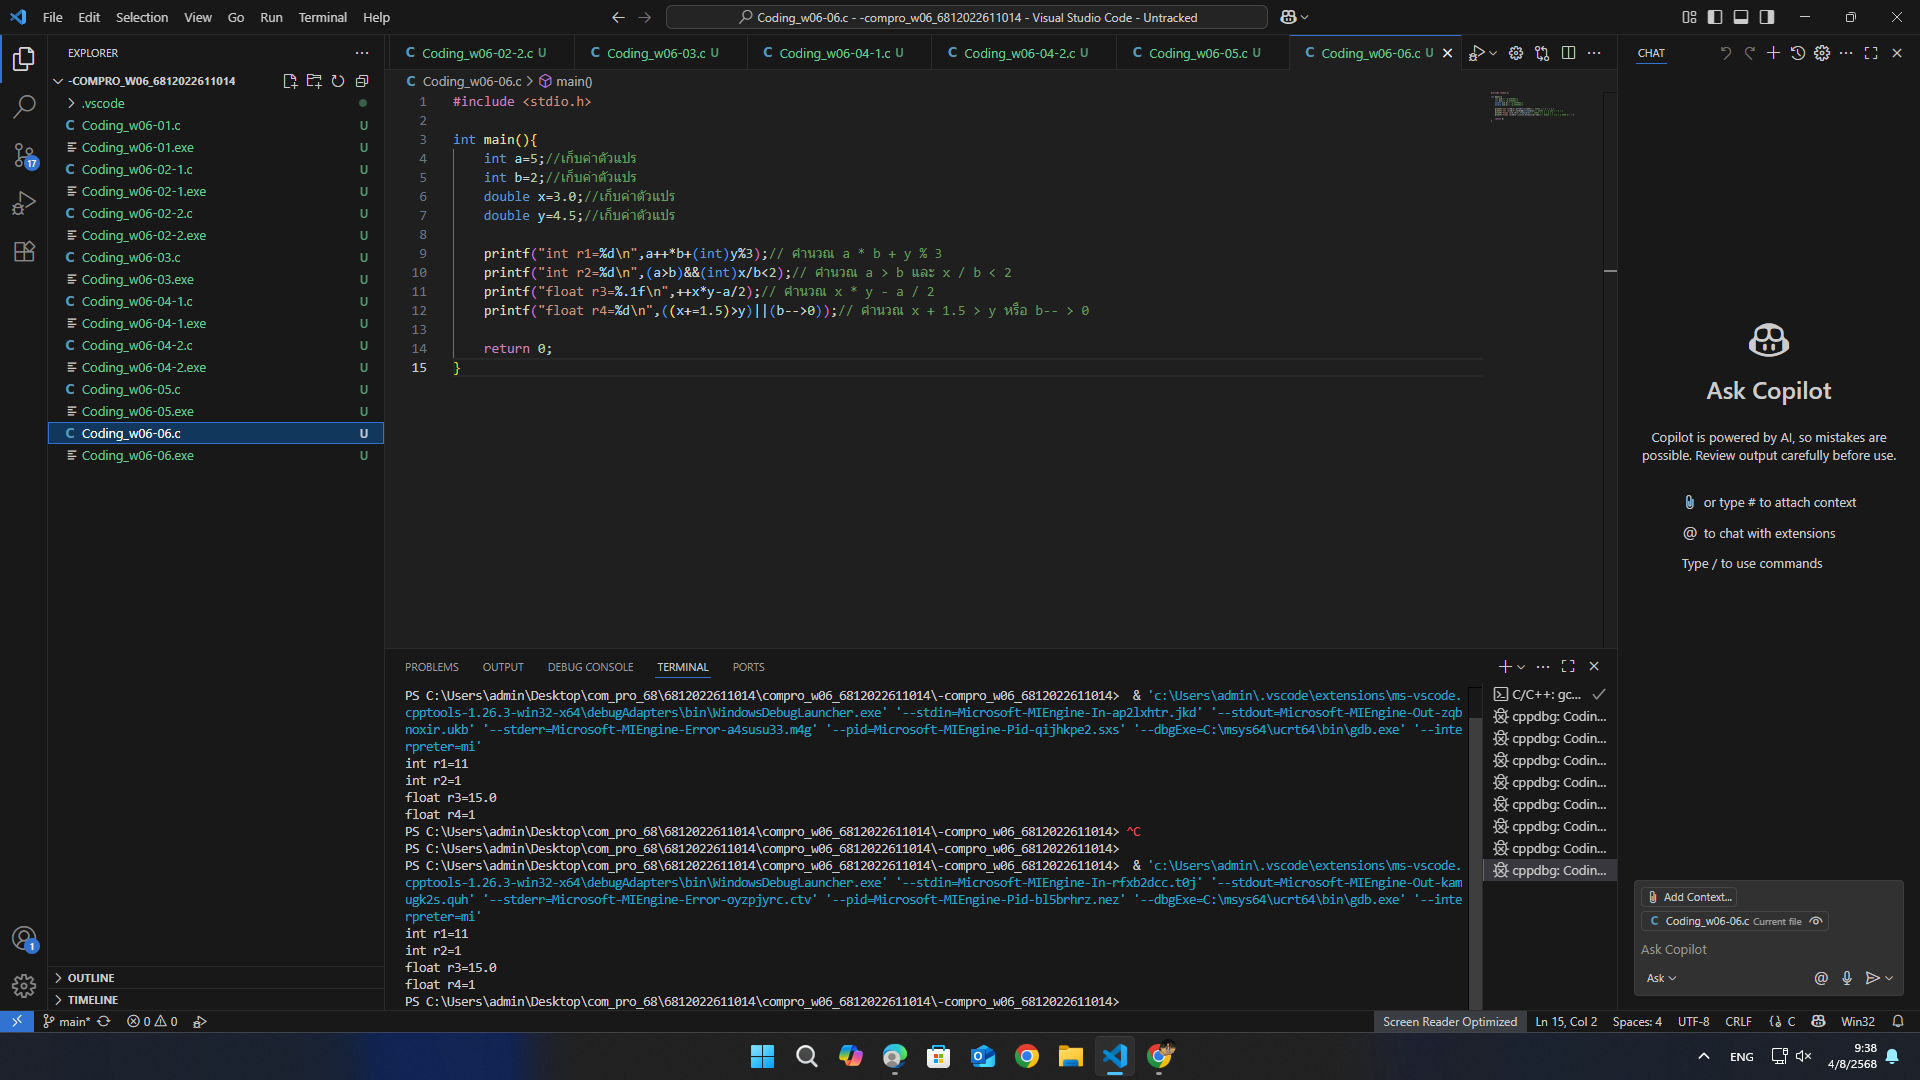 File Edit Selection View Go Run Terminal Help
Coding_w06-06.c - -compro_w06_6812022611014 - Visual Studio Code - Untracked
EXPLORER
-COMPRO_W06_6812022611014
.vscode
Coding_w06-01.c U
Coding_w06-01.exe U
Coding_w06-02-1.c U
Coding_w06-02-1.exe U
Coding_w06-02-2.c U
Coding_w06-02-2.exe U
Coding_w06-03.c U
Coding_w06-03.exe U
Coding_w06-04-1.c U
Coding_w06-04-1.exe U
Coding_w06-04-2.c U
Coding_w06-04-2.exe U
Coding_w06-05.c U
Coding_w06-05.exe U
Coding_w06-06.c U
Coding_w06-06.exe U
OUTLINE
TIMELINE
17
1
C Coding_w06-02-2.c U C Coding_w06-03.c U C Coding_w06-04-1.c U C Coding_w06-04-2.c U C Coding_w06-05.c U C Coding_w06-06.c U
C Coding_w06-06.c > main()
1 #include <stdio.h>
2
3 int main(){
4 int a=5;//เก็บค่าตัวแปร
5 int b=2;//เก็บค่าตัวแปร
6 double x=3.0;//เก็บค่าตัวแปร
7 double y=4.5;//เก็บค่าตัวแปร
8
9 printf("int r1=%d\n",a++*b+(int)y%3);// คำนวณ a * b + y % 3
10 printf("int r2=%d\n",(a>b)&&(int)x/b<2);// คำนวณ a > b และ x / b < 2
11 printf("float r3=%.1f\n",++x*y-a/2);// คำนวณ x * y - a / 2
12 printf("float r4=%d\n",((x+=1.5)>y)||(b-->0));// คำนวณ x + 1.5 > y หรือ b-- > 0
13
14 return 0;
15 }
PROBLEMS OUTPUT DEBUG CONSOLE TERMINAL PORTS
PS C:\Users\admin\Desktop\com_pro_68\6812022611014\compro_w06_6812022611014\-compro_w06_6812022611014> & 'c:\Users\admin\.vscode\extensions\ms-vscode.
cpptools-1.26.3-win32-x64\debugAdapters\bin\WindowsDebugLauncher.exe' '--stdin=Microsoft-MIEngine-In-ap2lxhtr.jkd' '--stdout=Microsoft-MIEngine-Out-zqb
noxir.ukb' '--stderr=Microsoft-MIEngine-Error-a4susu33.m4g' '--pid=Microsoft-MIEngine-Pid-qijhkpe2.sxs' '--dbgExe=C:\msys64\ucrt64\bin\gdb.exe' '--inte
rpreter=mi'
int r1=11
int r2=1
float r3=15.0
float r4=1
PS C:\Users\admin\Desktop\com_pro_68\6812022611014\compro_w06_6812022611014\-compro_w06_6812022611014> ^C
PS C:\Users\admin\Desktop\com_pro_68\6812022611014\compro_w06_6812022611014\-compro_w06_6812022611014>
PS C:\Users\admin\Desktop\com_pro_68\6812022611014\compro_w06_6812022611014\-compro_w06_6812022611014> & 'c:\Users\admin\.vscode\extensions\ms-vscode.
cpptools-1.26.3-win32-x64\debugAdapters\bin\WindowsDebugLauncher.exe' '--stdin=Microsoft-MIEngine-In-rfxb2dcc.t0j' '--stdout=Microsoft-MIEngine-Out-kam
ugk2s.quh' '--stderr=Microsoft-MIEngine-Error-oyzpjyrc.ctv' '--pid=Microsoft-MIEngine-Pid-bl5brhrz.nez' '--dbgExe=C:\msys64\ucrt64\bin\gdb.exe' '--inte
rpreter=mi'
int r1=11
int r2=1
float r3=15.0
float r4=1
PS C:\Users\admin\Desktop\com_pro_68\6812022611014\compro_w06_6812022611014\-compro_w06_6812022611014>
C/C++: gc...
cppdbg: Codin...
cppdbg: Codin...
cppdbg: Codin...
cppdbg: Codin...
cppdbg: Codin...
cppdbg: Codin...
cppdbg: Codin...
cppdbg: Codin...
CHAT
Ask Copilot
Copilot is powered by AI, so mistakes are
possible. Review output carefully before use.
or type # to attach context
@ to chat with extensions
Type / to use commands
Add Context...
C Coding_w06-06.c Current file
Ask Copilot
Ask
main* 0 0
Screen Reader Optimized Ln 15, Col 2 Spaces: 4 UTF-8 CRLF {} C Win32
ENG
9:38
4/8/2568